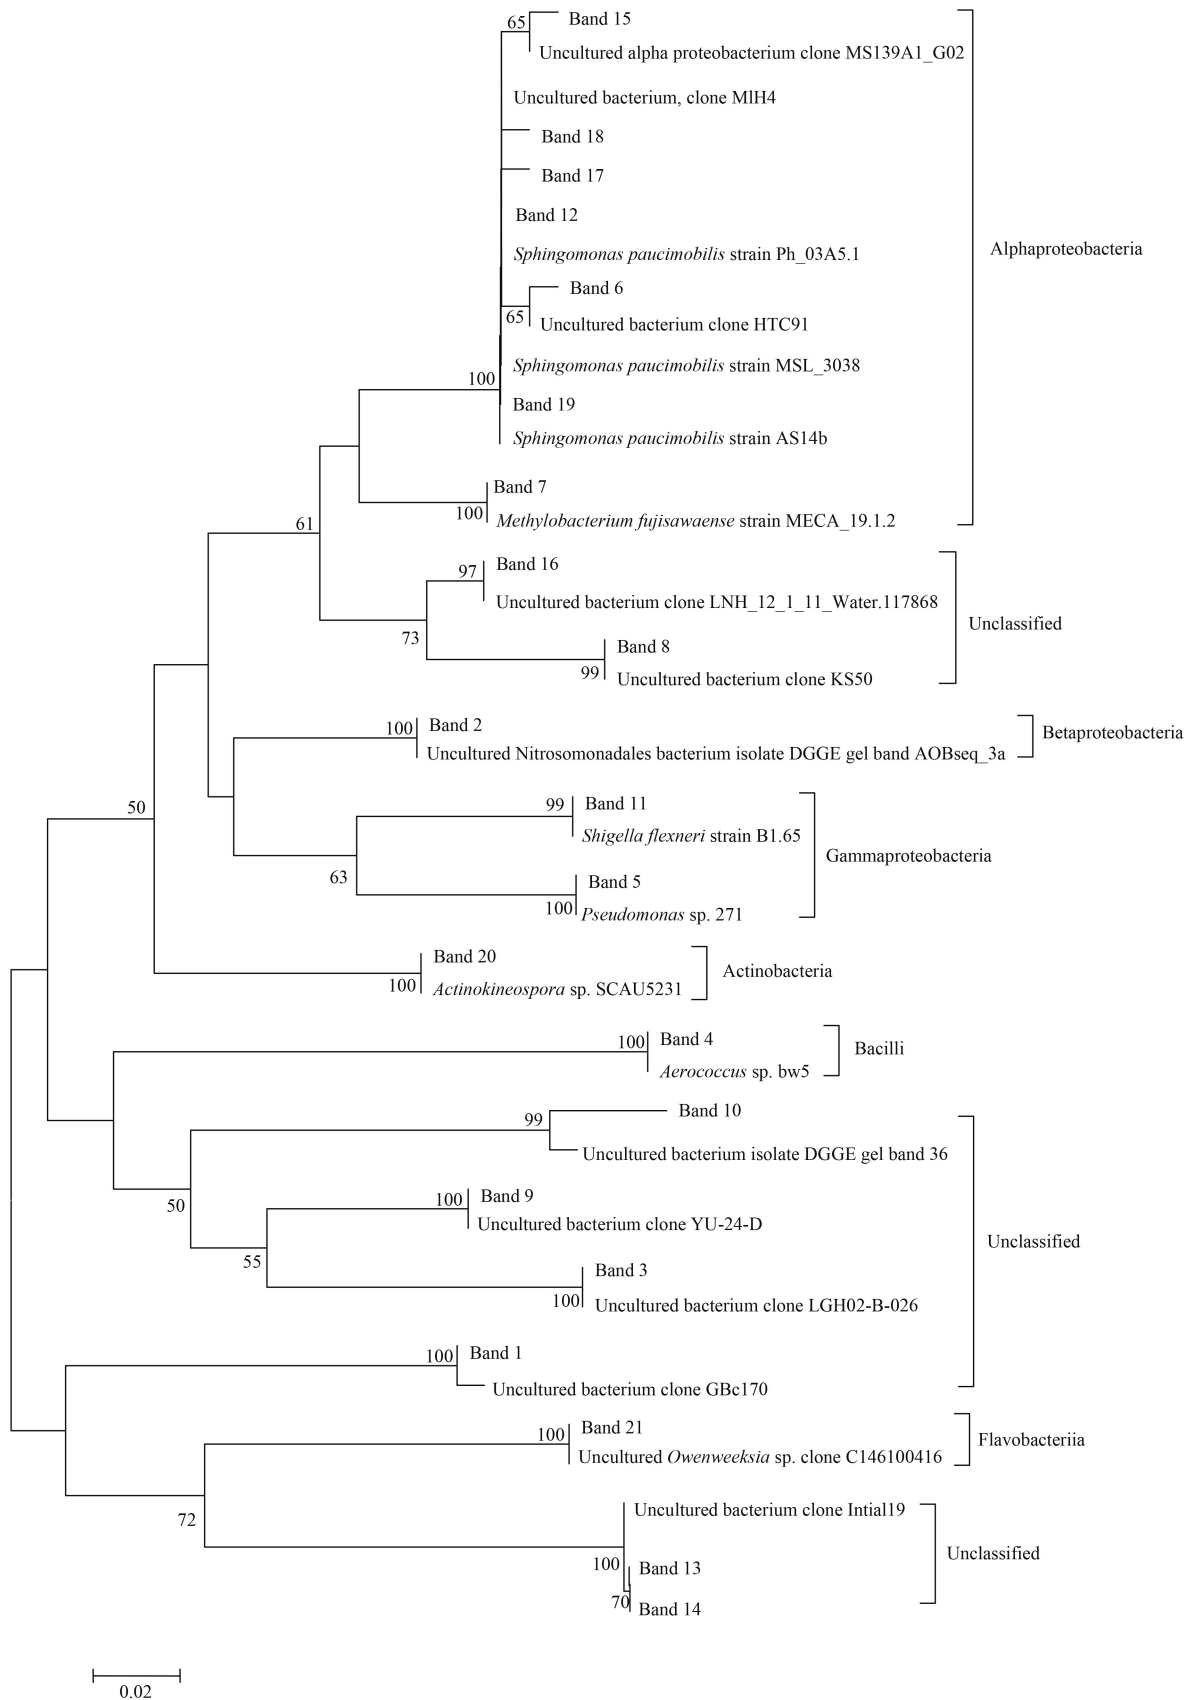 65
Band 15
Uncultured alpha proteobacterium clone MS139A1_G02
Uncultured bacterium, clone MlH4
Band 18
Band 17
Band 12
Sphingomonas paucimobilis strain Ph_03A5.1
Alphaproteobacteria
Band 6
65
Uncultured bacterium clone HTC91
Sphingomonas paucimobilis strain MSL_3038
100
Band 19
Sphingomonas paucimobilis strain AS14b
Band 7
100
Methylobacterium fujisawaense strain MECA_19.1.2
61
97
Band 16
Uncultured bacterium clone LNH_12_1_11_Water.117868
Unclassified
73
Band 8
99
Uncultured bacterium clone KS50
100
Band 2
Uncultured Nitrosomonadales bacterium isolate DGGE gel band AOBseq_3a
Betaproteobacteria
50
99
Band 11
Shigella flexneri strain B1.65
Gammaproteobacteria
63
Band 5
100
Pseudomonas sp. 271
Band 20
100
Actinokineospora sp. SCAU5231
Actinobacteria
100
Band 4
Aerococcus sp. bw5
Bacilli
99
Band 10
Uncultured bacterium isolate DGGE gel band 36
50
100
Band 9
Uncultured bacterium clone YU-24-D
Unclassified
55
Band 3
100
Uncultured bacterium clone LGH02-B-026
100
Band 1
Uncultured bacterium clone GBc170
100
Band 21
Uncultured Owenweeksia sp. clone C146100416
Flavobacteriia
72
Uncultured bacterium clone Intial19
Unclassified
100
Band 13
70
Band 14
0.02